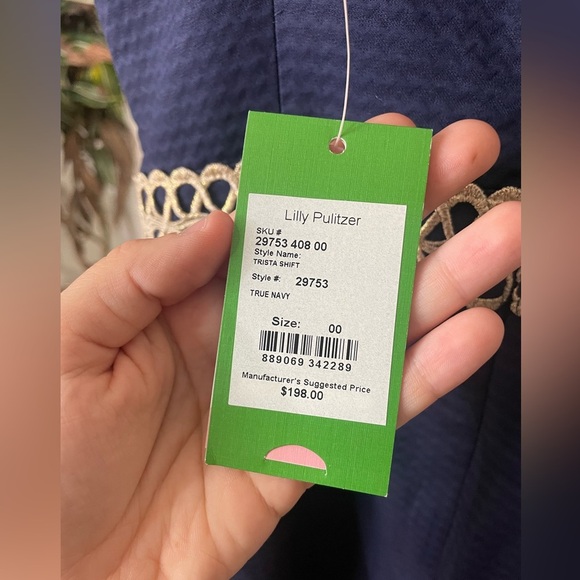 Lilly Pulitzer
SKU #
29753 408 00
Style Name:
TRISTA SHIFT
Style #: 29753
TRUE NAVY
Size: 00
889069 342289
Manufacturer's Suggested Price
$198.00